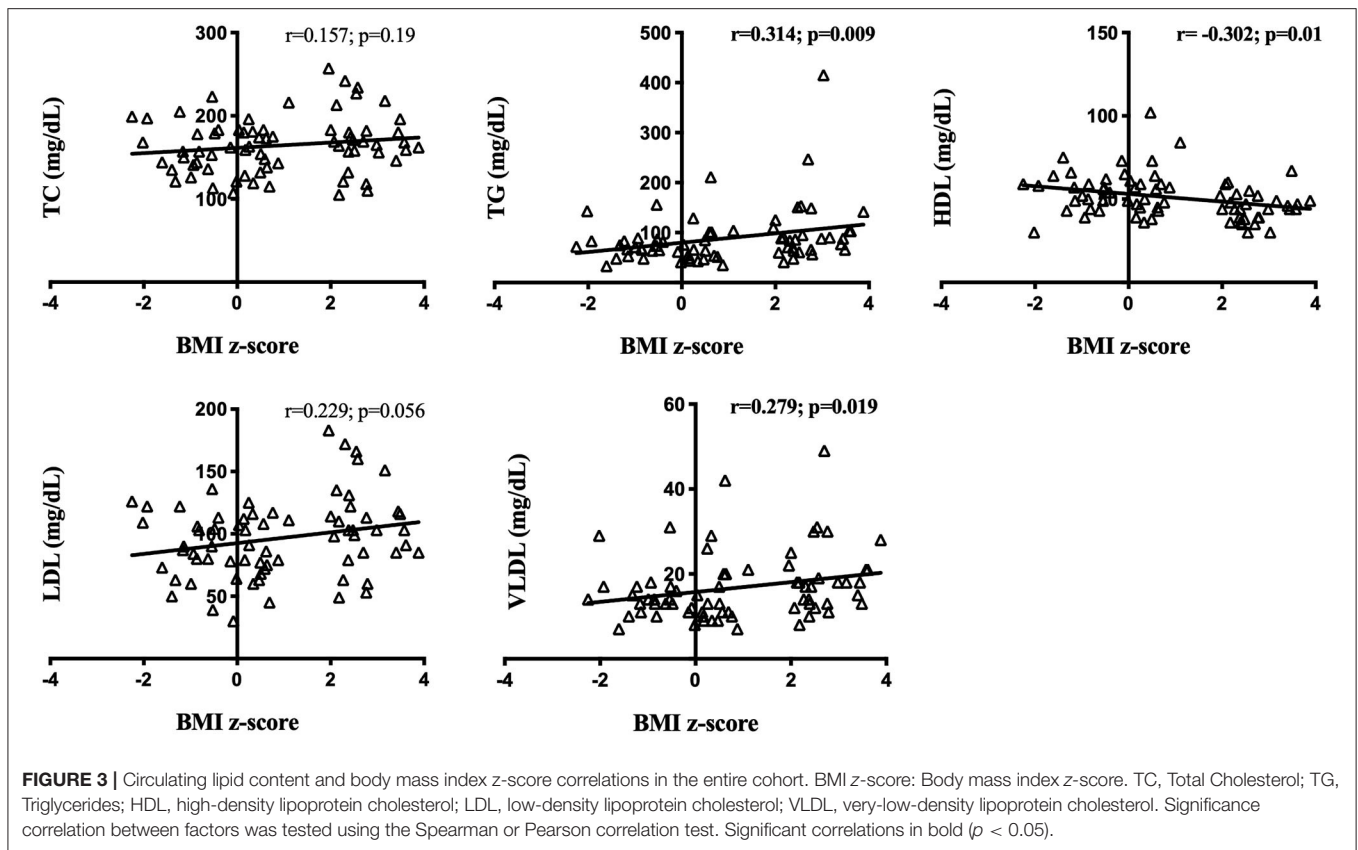 300
r=0.157; p=0.19
200
100
TC (mg/dL)
-4
-2
0
2
4
BMI z-score
500
r=0.314; p=0.009
400
300
200
100
TG (mg/dL)
-4
-2
0
2
4
BMI z-score
150
r= -0.302; p=0.01
100
50
HDL (mg/dL)
-4
-2
0
2
4
BMI z-score
200
r=0.229; p=0.056
150
100
50
LDL (mg/dL)
-4
-2
0
2
4
BMI z-score
60
r=0.279; p=0.019
40
20
VLDL (mg/dL)
-4
-2
0
2
4
BMI z-score
FIGURE 3 | Circulating lipid content and body mass index z-score correlations in the entire cohort. BMI z-score: Body mass index z-score. TC, Total Cholesterol; TG,
Triglycerides; HDL, high-density lipoprotein cholesterol; LDL, low-density lipoprotein cholesterol; VLDL, very-low-density lipoprotein cholesterol. Significance
correlation between factors was tested using the Spearman or Pearson correlation test. Significant correlations in bold (p < 0.05).